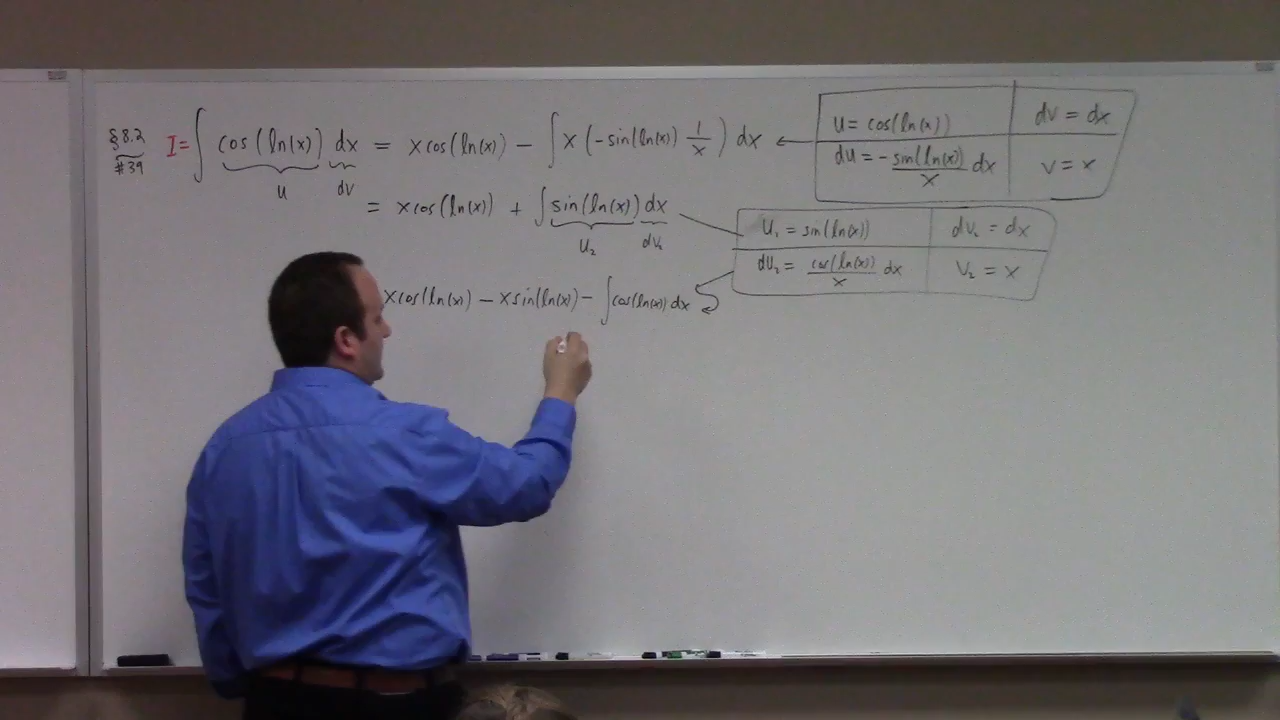 §8.2 I = ∫ cos(ln(x)) dx = x cos(ln(x)) − ∫ x (−sin(ln(x)) 1/x) dx ←
#39
u dv
u = cos(ln(x)) dv = dx
du = −sin(ln(x))/x dx v = x
= x cos(ln(x)) + ∫ sin(ln(x)) dx
u₂ dv₂
u₁ = sin(ln(x)) dv₂ = dx
du₂ = cos(ln(x))/x dx v₂ = x
x cos(ln(x)) − x sin(ln(x)) − ∫ cos(ln(x)) dx